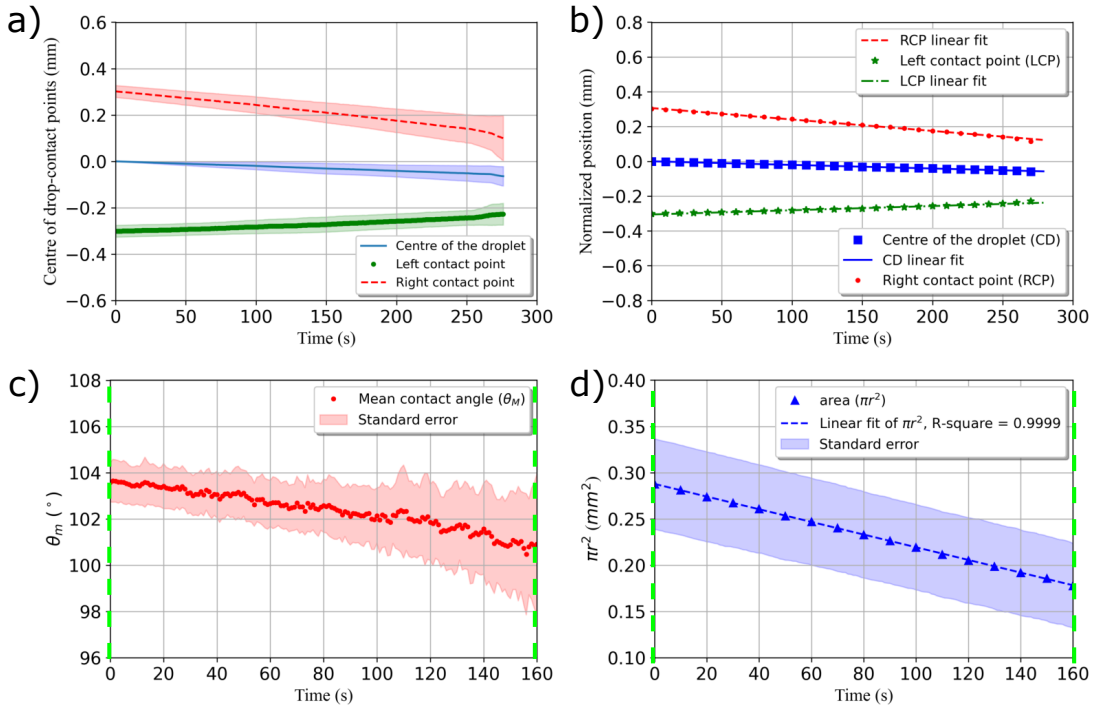 a)
Centre of drop-contact points (mm)
0.6
0.4
0.2
0.0
−0.2
−0.4
−0.6
Centre of the droplet
Left contact point
Right contact point
0 50 100 150 200 250 300
Time (s)
b)
Normalized position (mm)
0.8
0.6
0.4
0.2
0.0
−0.2
−0.4
−0.6
−0.8
RCP linear fit
Left contact point (LCP)
LCP linear fit
Centre of the droplet (CD)
CD linear fit
Right contact point (RCP)
0 50 100 150 200 250 300
Time (s)
c)
θm (°)
108
106
104
102
100
98
96
Mean contact angle (θM)
Standard error
0 20 40 60 80 100 120 140 160
Time (s)
d)
πr² (mm²)
0.40
0.35
0.30
0.25
0.20
0.15
0.10
area (πr²)
Linear fit of πr², R-square = 0.9999
Standard error
0 20 40 60 80 100 120 140 160
Time (s)